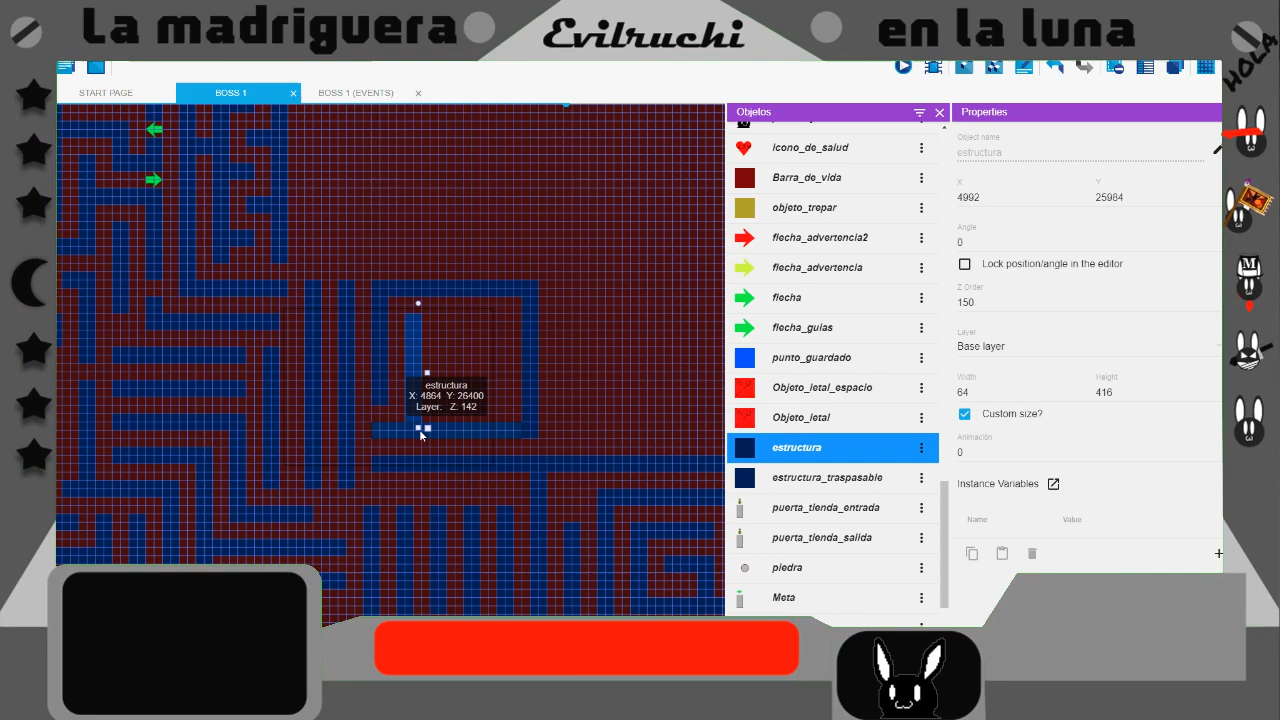 La madriguera Evilruchi en la luna
HOLA
START PAGE BOSS 1 BOSS 1 (EVENTS)
Objetos
Properties
icono_de_salud
Barra_de_vida
objeto_trepar
flecha_advertencia2
flecha_advertencia
flecha
flecha_guias
punto_guardado
Objeto_letal_espacio
Objeto_letal
estructura
estructura_traspasable
puerta_tienda_entrada
puerta_tienda_salida
piedra
Meta
Object name
estructura
X Y
4992 25984
Angle
0
Lock position/angle in the editor
Z Order
150
Layer
Base layer
Width Height
64 416
Custom size?
Animación
0
Instance Variables
Name Value
estructura
X: 4864 Y: 26400
Layer: Z: 142
M